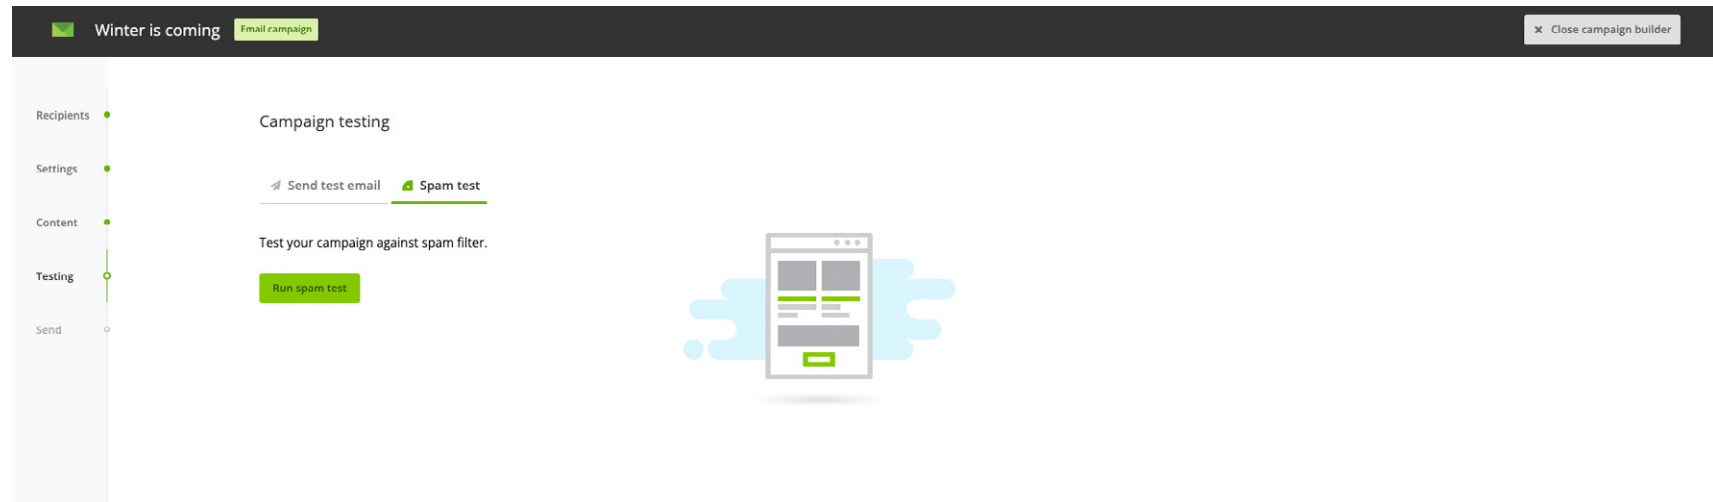 Winter is coming Email campaign
× Close campaign builder
Recipients
Settings
Content
Testing
Send
Campaign testing
Send test email Spam test
Test your campaign against spam filter.
Run spam test